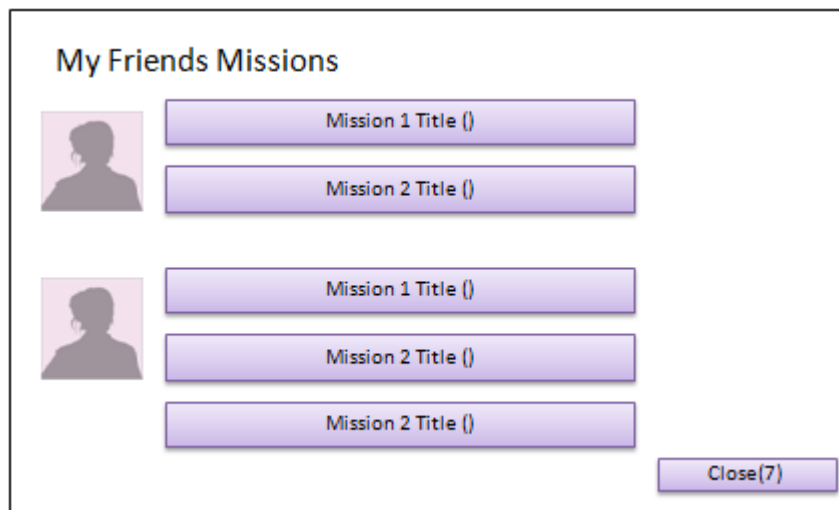 My Friends Missions
Mission 1 Title ()
Mission 2 Title ()
Mission 1 Title ()
Mission 2 Title ()
Mission 2 Title ()
Close(7)